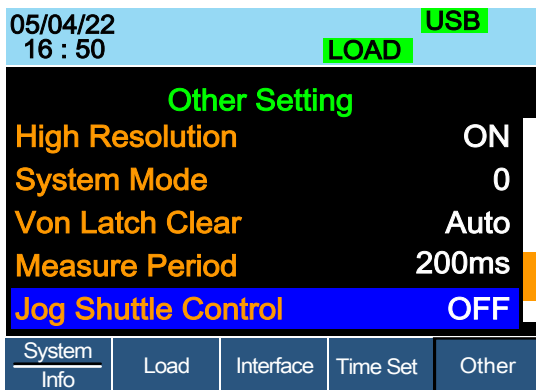 05/04/22
USB
16 : 50
LOAD
Other Setting
High Resolution ON
System Mode 0
Von Latch Clear Auto
Measure Period 200ms
Jog Shuttle Control OFF
System
Info
Load
Interface
Time Set
Other